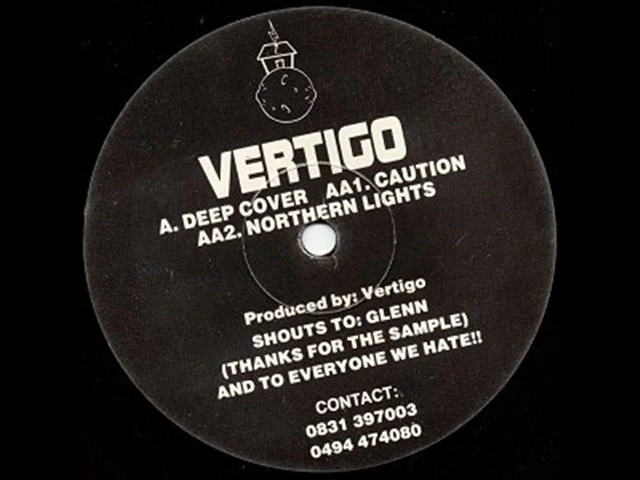 VERTIGO
A. DEEP COVER AA1. CAUTION
AA2. NORTHERN LIGHTS
Produced by: Vertigo
SHOUTS TO: GLENN
(THANKS FOR THE SAMPLE)
AND TO EVERYONE WE HATE!!
CONTACT:
0831 397003
0494 474080